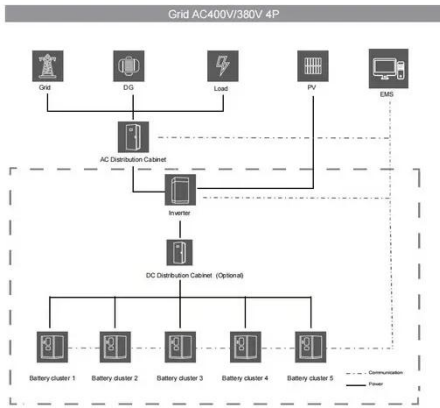 Grid AC400V/380V 4P
Grid
DG
Load
PV
EMS
AC Distribution Cabinet
Inverter
DC Distribution Cabinet (Optional)
Battery cluster 1
Battery cluster 2
Battery cluster 3
Battery cluster 4
Battery cluster 5
Communication
Power